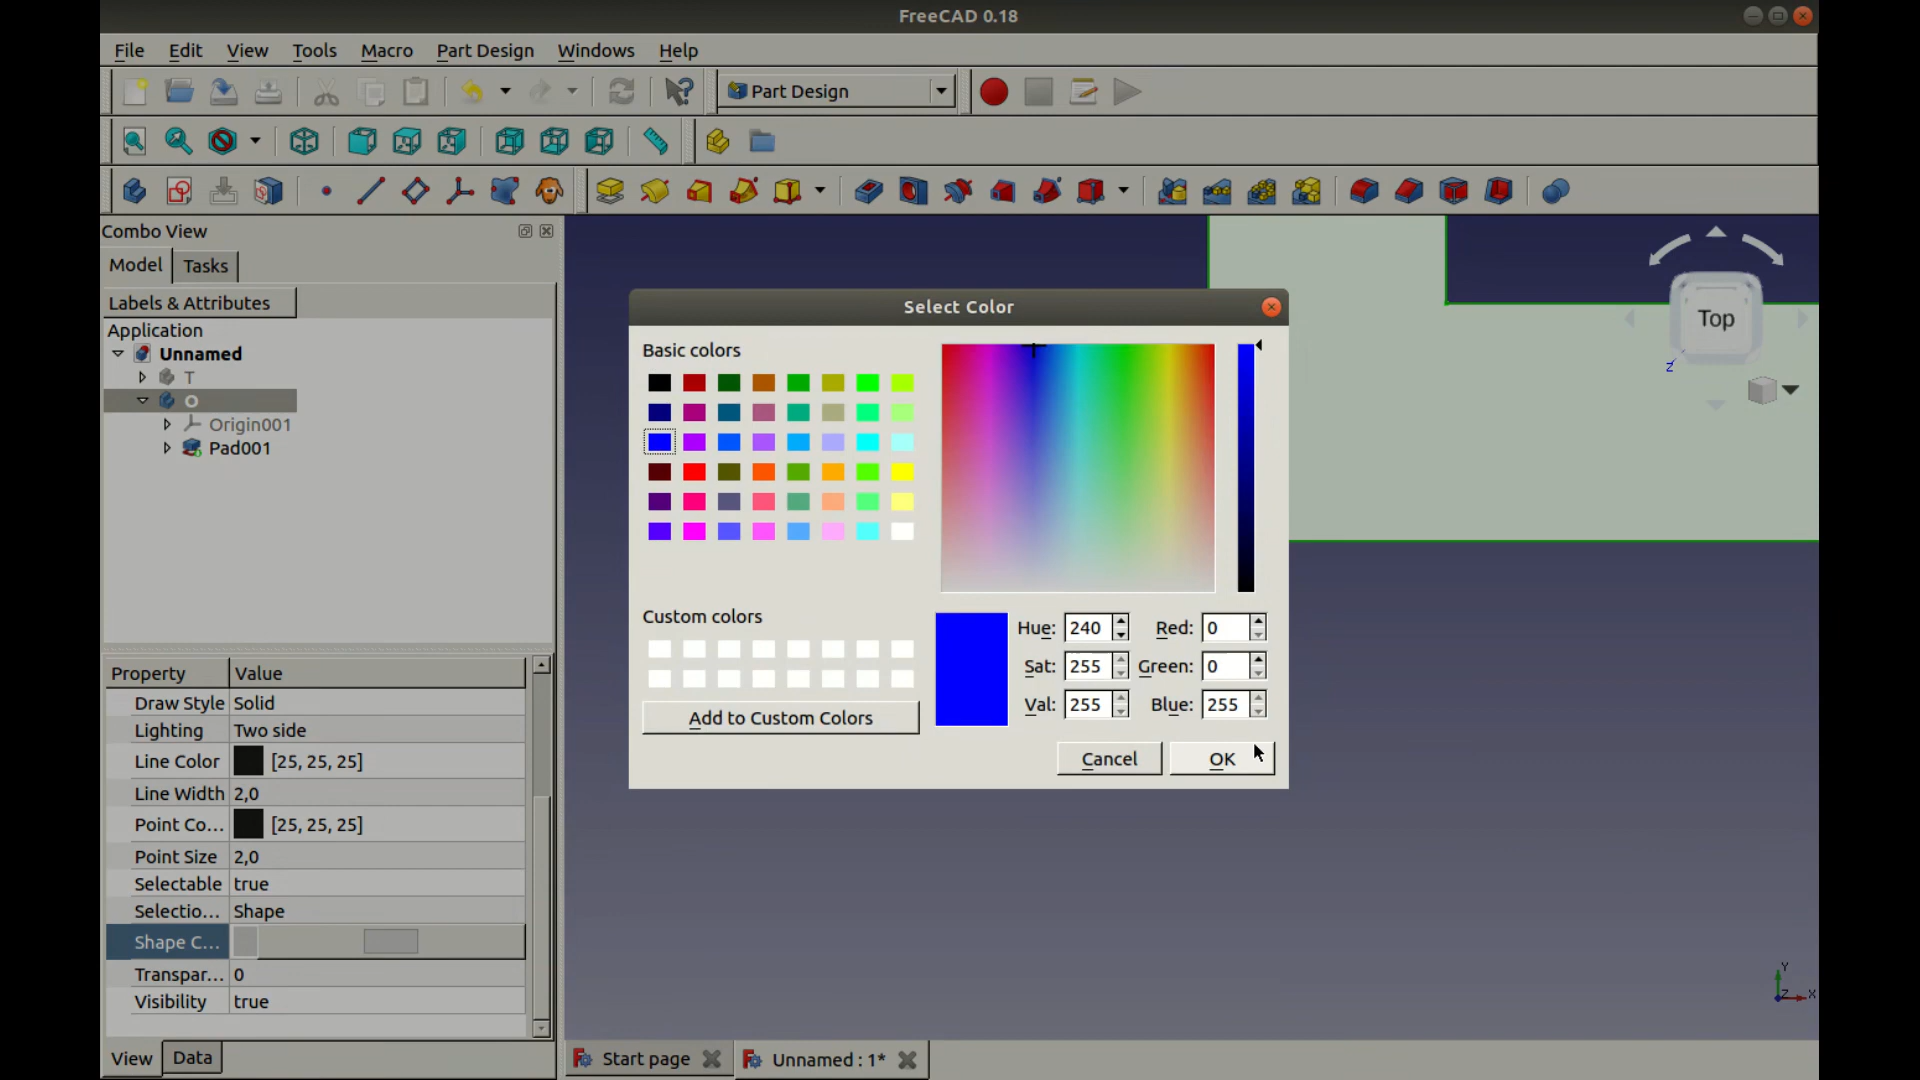 FreeCAD 0.18
File Edit View Tools Macro Part Design Windows Help
Part Design
Combo View
Model Tasks
Labels & Attributes
Application
Unnamed
T
O
Origin001
Pad001
Property Value
Draw Style Solid
Lighting Two side
Line Color [25, 25, 25]
Line Width 2,0
Point Co... [25, 25, 25]
Point Size 2,0
Selectable true
Selectio... Shape
Shape C...
Transpar... 0
Visibility true
View Data
Select Color
Basic colors
Custom colors
Add to Custom Colors
Hue: 240 Red: 0
Sat: 255 Green: 0
Val: 255 Blue: 255
Cancel OK
Top
Z
Y
Z X
Start page Unnamed : 1*